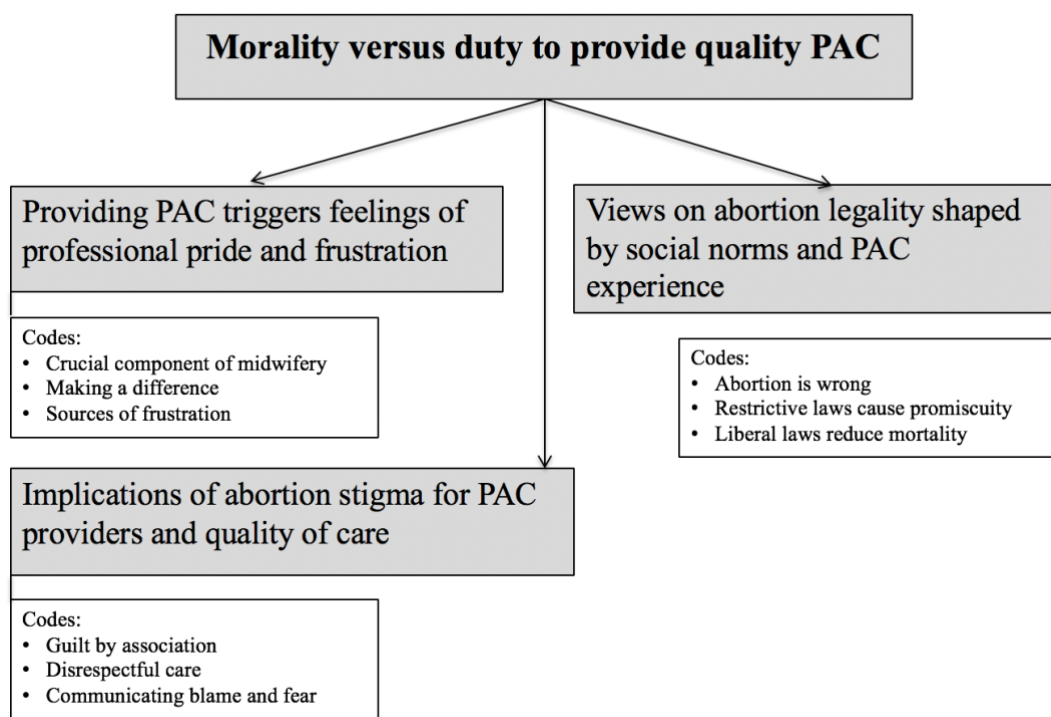 Morality versus duty to provide quality PAC
Providing PAC triggers feelings of
professional pride and frustration
Codes:
• Crucial component of midwifery
• Making a difference
• Sources of frustration
Views on abortion legality shaped
by social norms and PAC
experience
Codes:
• Abortion is wrong
• Restrictive laws cause promiscuity
• Liberal laws reduce mortality
Implications of abortion stigma for PAC
providers and quality of care
Codes:
• Guilt by association
• Disrespectful care
• Communicating blame and fear